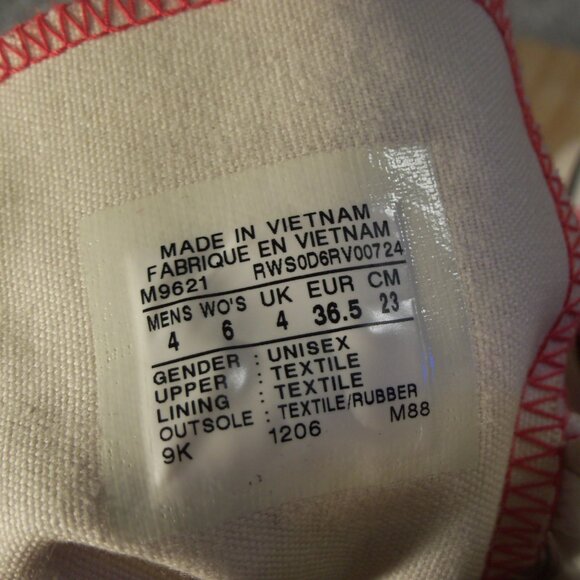 MADE IN VIETNAM
FABRIQUE EN VIETNAM
M9621 RWS0D6RV00724
MENS WO'S UK EUR CM
4 6 4 36.5 23
GENDER : UNISEX
UPPER : TEXTILE
LINING : TEXTILE
OUTSOLE : TEXTILE/RUBBER
9K 1206 M88